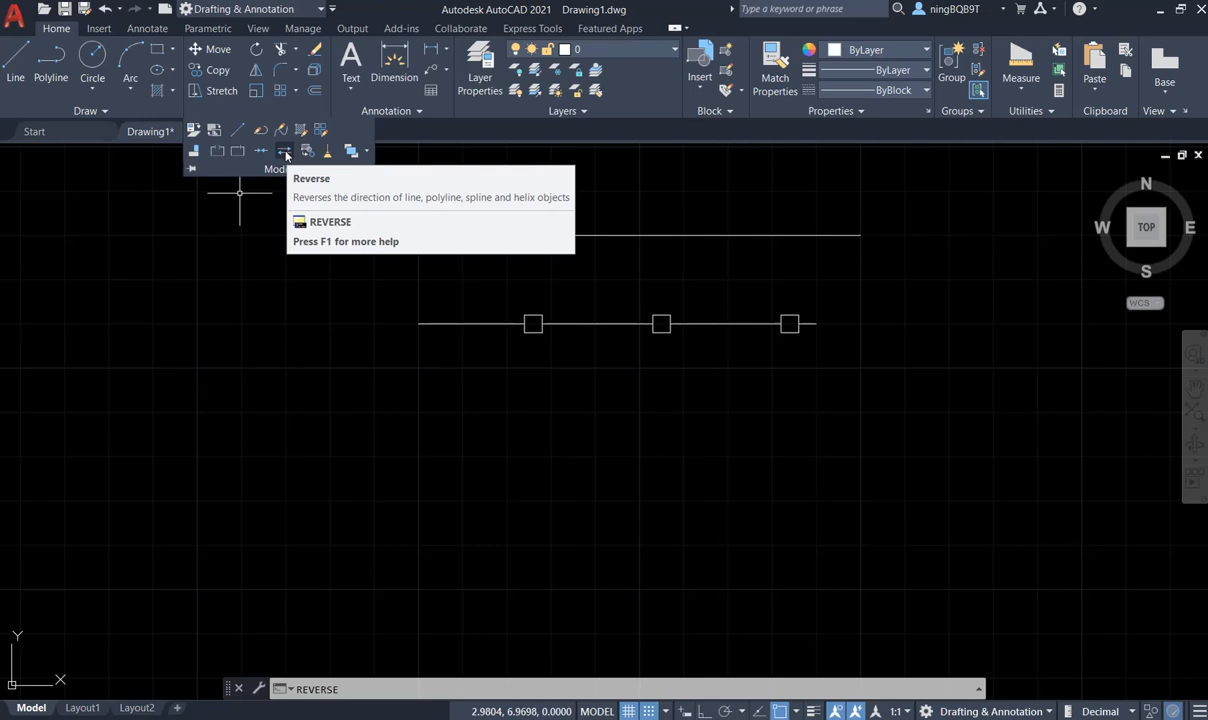 Drafting & Annotation
Autodesk AutoCAD 2021 Drawing1.dwg
Type a keyword or phrase
ningBQB9T
Home Insert Annotate Parametric View Manage Output Add-ins Collaborate Express Tools Featured Apps
Line Polyline Circle Arc
Move
Copy
Stretch
Text Dimension
Layer
Properties
0
Insert
Match
Properties
ByLayer
ByLayer
ByBlock
Group
Measure
Paste
Base
Draw
Annotation
Layers
Block
Properties
Groups
Utilities
Clipboard
View
Start Drawing1*
Reverse
Reverses the direction of line, polyline, spline and helix objects
REVERSE
Press F1 for more help
N
W TOP E
S
WCS
Y
X
REVERSE
Model Layout1 Layout2 +
2.9804, 6.9698, 0.0000 MODEL 1:1 Drafting & Annotation Decimal